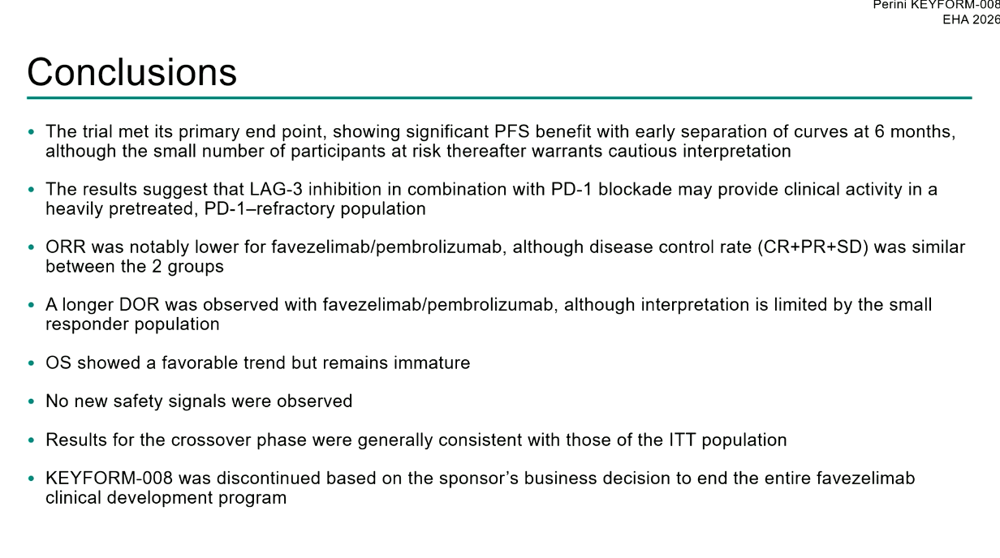 Perini KEYFORM-008
EHA 2026
Conclusions
• The trial met its primary end point, showing significant PFS benefit with early separation of curves at 6 months,
although the small number of participants at risk thereafter warrants cautious interpretation
• The results suggest that LAG-3 inhibition in combination with PD-1 blockade may provide clinical activity in a
heavily pretreated, PD-1–refractory population
• ORR was notably lower for favezelimab/pembrolizumab, although disease control rate (CR+PR+SD) was similar
between the 2 groups
• A longer DOR was observed with favezelimab/pembrolizumab, although interpretation is limited by the small
responder population
• OS showed a favorable trend but remains immature
• No new safety signals were observed
• Results for the crossover phase were generally consistent with those of the ITT population
• KEYFORM-008 was discontinued based on the sponsor’s business decision to end the entire favezelimab
clinical development program